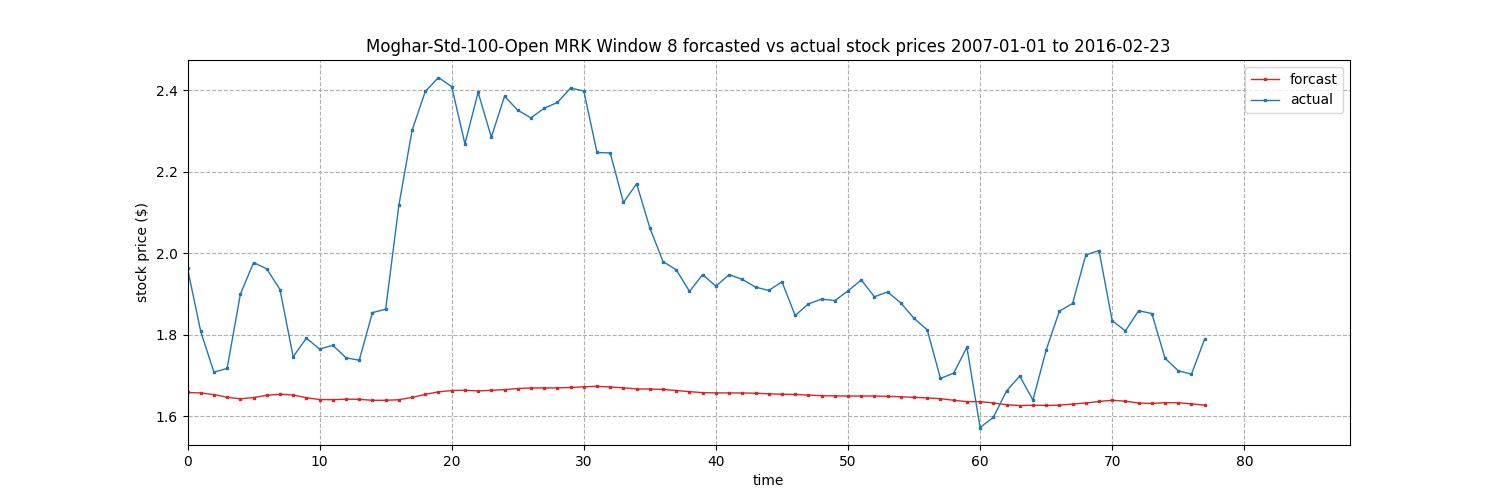 Moghar-Std-100-Open MRK Window 8 forcasted vs actual stock prices 2007-01-01 to 2016-02-23
forcast
actual
stock price ($)
2.4
2.2
2.0
1.8
1.6
0 10 20 30 40 50 60 70 80
time